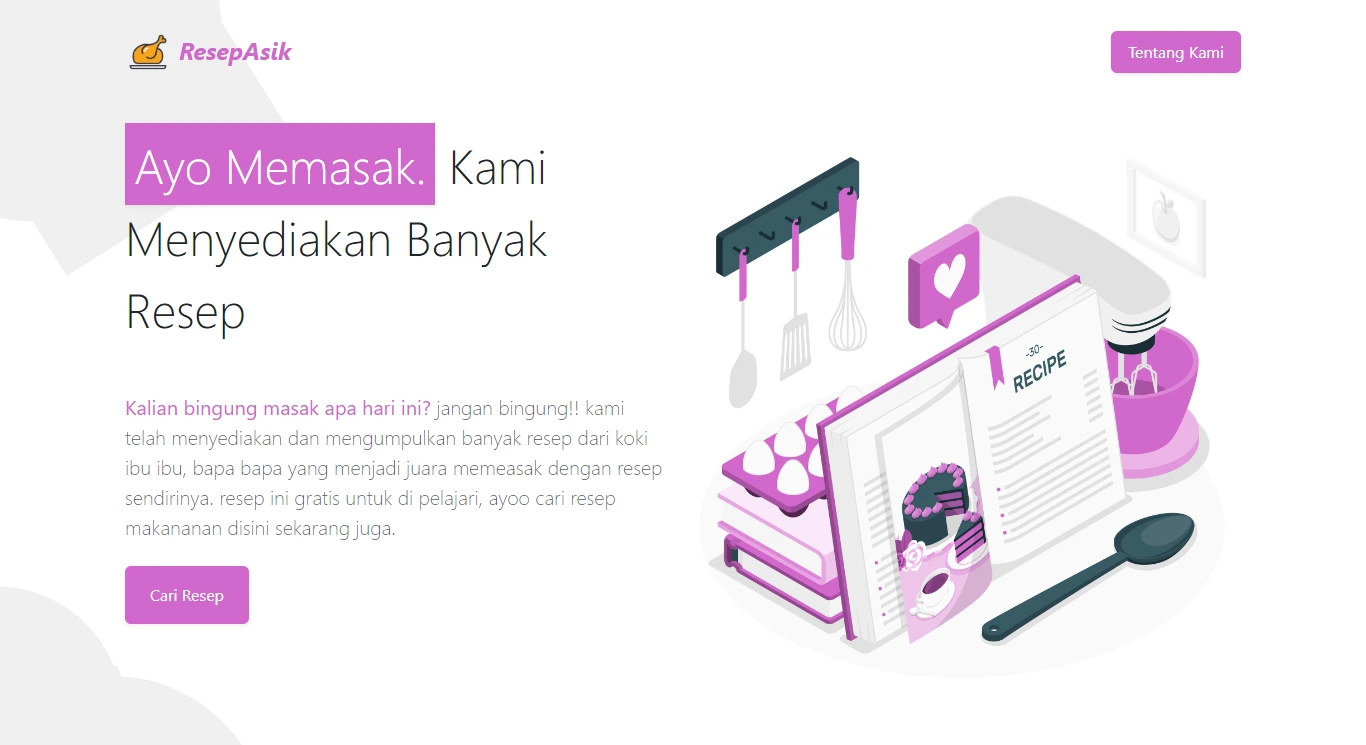 ResepAsik
Tentang Kami
Ayo Memasak. Kami
Menyediakan Banyak
Resep
Kalian bingung masak apa hari ini? jangan bingung!! kami
telah menyediakan dan mengumpulkan banyak resep dari koki
ibu ibu, bapa bapa yang menjadi juara memeasak dengan resep
sendirinya. resep ini gratis untuk di pelajari, ayoo cari resep
makananan disini sekarang juga.
Cari Resep
-30-
RECIPE